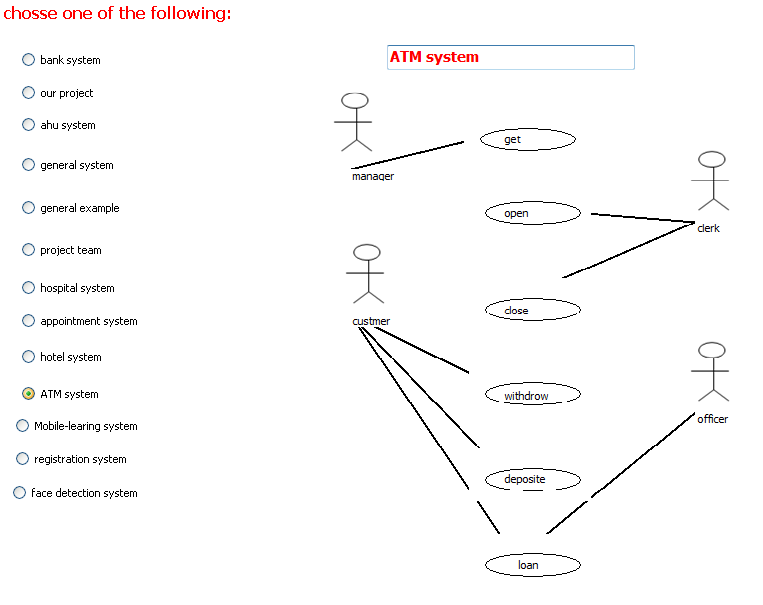 chosse one of the following:
bank system
our project
ahu system
general system
general example
project team
hospital system
appointment system
hotel system
ATM system
Mobile-learing system
registration system
face detection system
ATM system
manager
get
open
clerk
custmer
close
withdrow
officer
deposite
loan